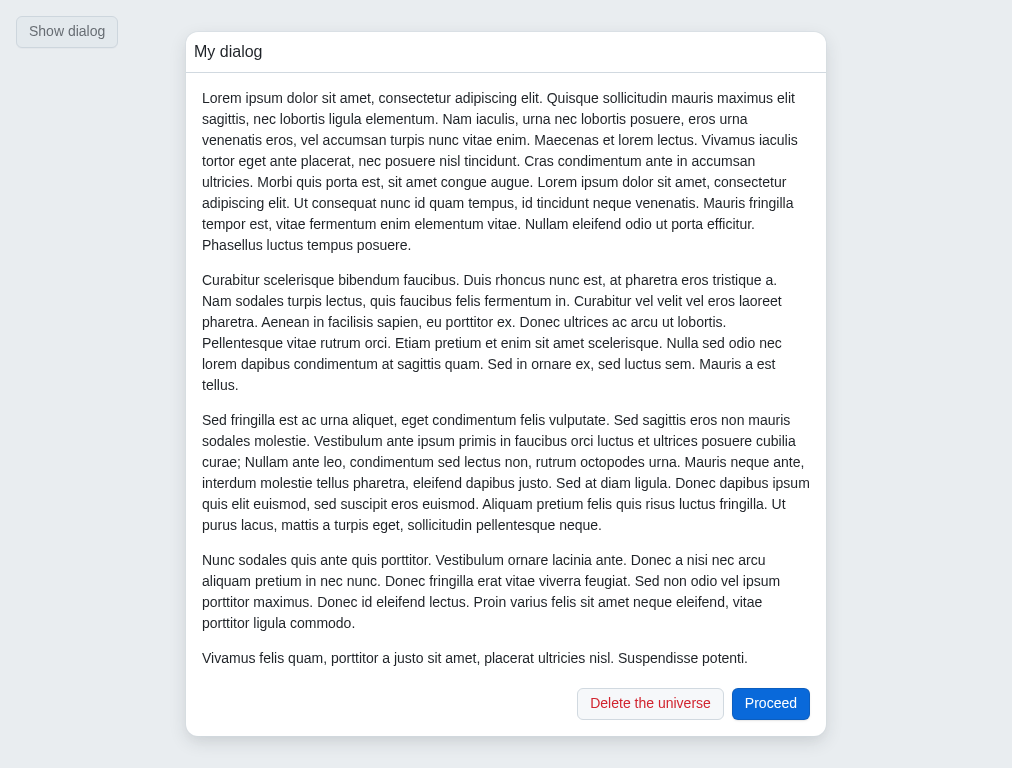 Show dialog
My dialog
Lorem ipsum dolor sit amet, consectetur adipiscing elit. Quisque sollicitudin mauris maximus elit
sagittis, nec lobortis ligula elementum. Nam iaculis, urna nec lobortis posuere, eros urna
venenatis eros, vel accumsan turpis nunc vitae enim. Maecenas et lorem lectus. Vivamus iaculis
tortor eget ante placerat, nec posuere nisl tincidunt. Cras condimentum ante in accumsan
ultricies. Morbi quis porta est, sit amet congue augue. Lorem ipsum dolor sit amet, consectetur
adipiscing elit. Ut consequat nunc id quam tempus, id tincidunt neque venenatis. Mauris fringilla
tempor est, vitae fermentum enim elementum vitae. Nullam eleifend odio ut porta efficitur.
Phasellus luctus tempus posuere.
Curabitur scelerisque bibendum faucibus. Duis rhoncus nunc est, at pharetra eros tristique a.
Nam sodales turpis lectus, quis faucibus felis fermentum in. Curabitur vel velit vel eros laoreet
pharetra. Aenean in facilisis sapien, eu porttitor ex. Donec ultrices ac arcu ut lobortis.
Pellentesque vitae rutrum orci. Etiam pretium et enim sit amet scelerisque. Nulla sed odio nec
lorem dapibus condimentum at sagittis quam. Sed in ornare ex, sed luctus sem. Mauris a est
tellus.
Sed fringilla est ac urna aliquet, eget condimentum felis vulputate. Sed sagittis eros non mauris
sodales molestie. Vestibulum ante ipsum primis in faucibus orci luctus et ultrices posuere cubilia
curae; Nullam ante leo, condimentum sed lectus non, rutrum octopodes urna. Mauris neque ante,
interdum molestie tellus pharetra, eleifend dapibus justo. Sed at diam ligula. Donec dapibus ipsum
quis elit euismod, sed suscipit eros euismod. Aliquam pretium felis quis risus luctus fringilla. Ut
purus lacus, mattis a turpis eget, sollicitudin pellentesque neque.
Nunc sodales quis ante quis porttitor. Vestibulum ornare lacinia ante. Donec a nisi nec arcu
aliquam pretium in nec nunc. Donec fringilla erat vitae viverra feugiat. Sed non odio vel ipsum
porttitor maximus. Donec id eleifend lectus. Proin varius felis sit amet neque eleifend, vitae
porttitor ligula commodo.
Vivamus felis quam, porttitor a justo sit amet, placerat ultricies nisl. Suspendisse potenti.
Delete the universe
Proceed